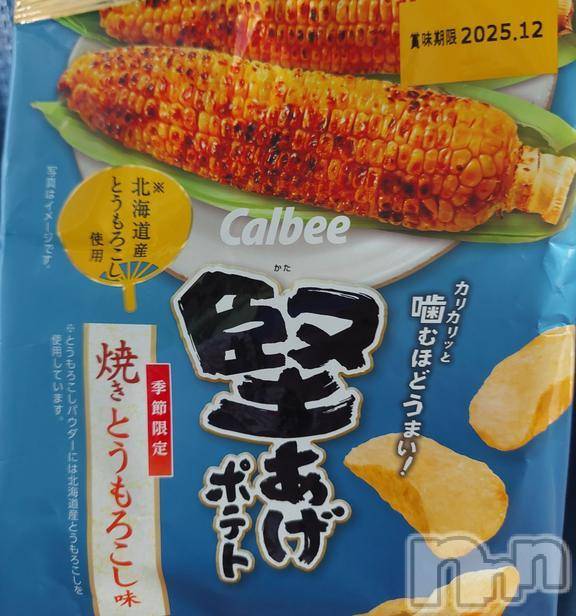 賞味期限 2025.12
※
北海道産
とうもろこし
使用
写真はイメージです。
Calbee
かた
堅あげ
ポテト
カリカリッと
噛むほどうまい!
季節限定
焼きとうもろこし味
※とうもろこしパウダーには北海道産とうもろこしを
使用しています。